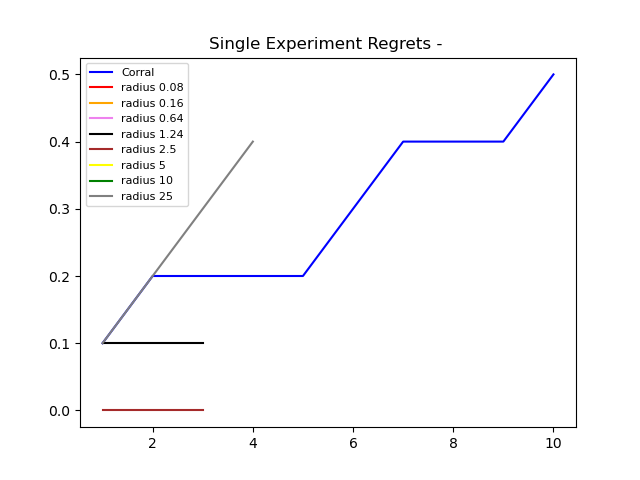 Single Experiment Regrets -
0.5
0.4
0.3
0.2
0.1
0.0
Corral
radius 0.08
radius 0.16
radius 0.64
radius 1.24
radius 2.5
radius 5
radius 10
radius 25
2 4 6 8 10